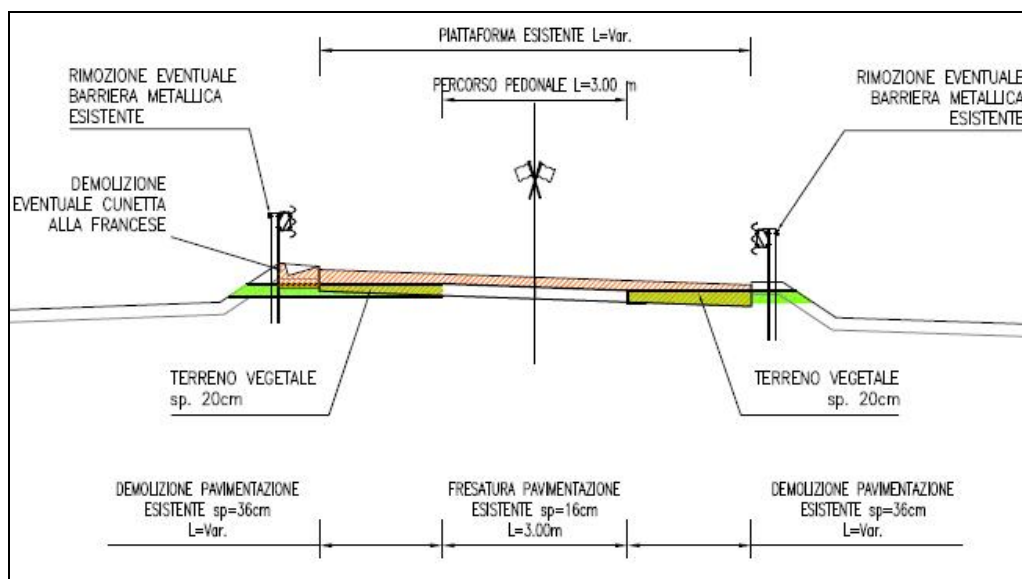 PIATTAFORMA ESISTENTE L=Var.
RIMOZIONE EVENTUALE
BARRIERA METALLICA
ESISTENTE
PERCORSO PEDONALE L=3.00 m
RIMOZIONE EVENTUALE
BARRIERA METALLICA
ESISTENTE
DEMOLIZIONE
EVENTUALE CUNETTA
ALLA FRANCESE
TERRENO VEGETALE
sp. 20cm
TERRENO VEGETALE
sp. 20cm
DEMOLIZIONE PAVIMENTAZIONE
ESISTENTE sp=36cm
L=Var.
FRESATURA PAVIMENTAZIONE
ESISTENTE sp=16cm
L=3.00m
DEMOLIZIONE PAVIMENTAZIONE
ESISTENTE sp=36cm
L=Var.